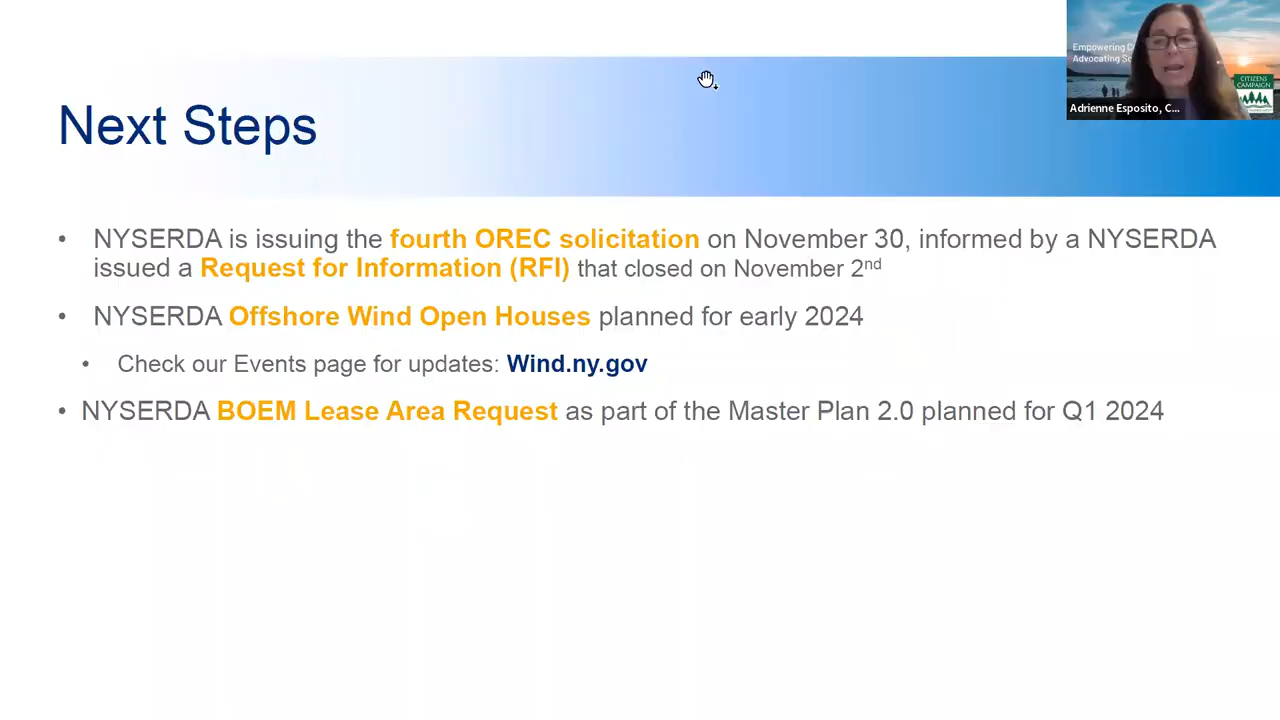 Empowering C
Advocating Sc
CITIZENS
CAMPAIGN
Adrienne Esposito, C...
Next Steps
• NYSERDA is issuing the fourth OREC solicitation on November 30, informed by a NYSERDA
issued a Request for Information (RFI) that closed on November 2nd
• NYSERDA Offshore Wind Open Houses planned for early 2024
• Check our Events page for updates: Wind.ny.gov
• NYSERDA BOEM Lease Area Request as part of the Master Plan 2.0 planned for Q1 2024